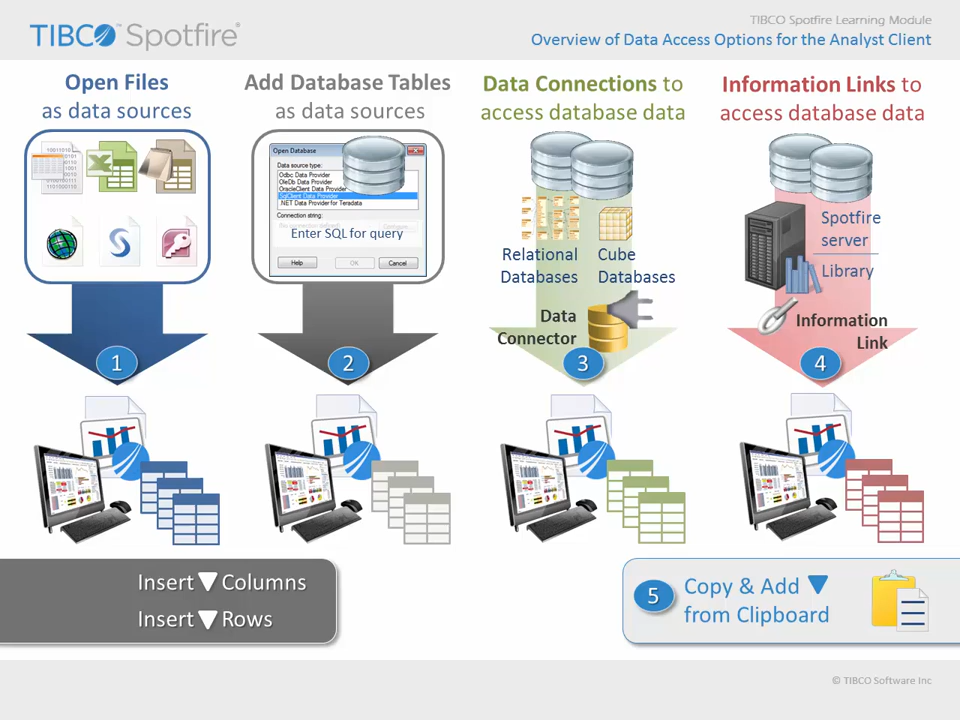 TIBCO™ Spotfire®
TIBCO Spotfire Learning Module
Overview of Data Access Options for the Analyst Client
Open Files
as data sources
Add Database Tables
as data sources
Open Database
Data source type:
Odbc Data Provider
OleDb Data Provider
OracleClient Data Provider
SqlClient Data Provider
.NET Data Provider for Teradata
Connection string:
Enter SQL for query
Help
OK
Cancel
Data Connections to
access database data
Relational
Databases
Cube
Databases
Data
Connector
Information Links to
access database data
Spotfire
server
Library
Information
Link
1
2
3
4
Insert ▼ Columns
Insert ▼ Rows
5
Copy & Add ▼
from Clipboard
© TIBCO Software Inc